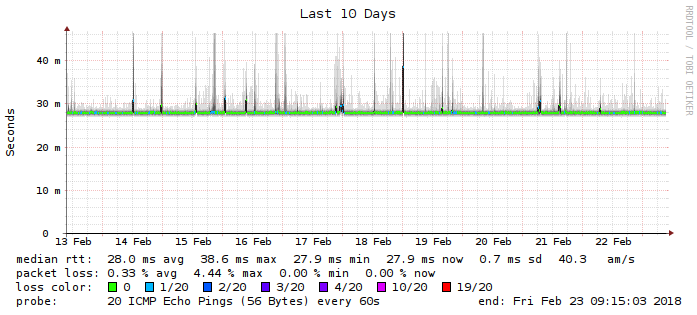 Last 10 Days
RRDTOOL / TOBI OETIKER
Seconds
40 m
30 m
20 m
10 m
0
13 Feb 14 Feb 15 Feb 16 Feb 17 Feb 18 Feb 19 Feb 20 Feb 21 Feb 22 Feb
median rtt: 28.0 ms avg 38.6 ms max 27.9 ms min 27.9 ms now 0.7 ms sd 40.3 am/s
packet loss: 0.33 % avg 4.44 % max 0.00 % min 0.00 % now
loss color: 0 1/20 2/20 3/20 4/20 10/20 19/20
probe: 20 ICMP Echo Pings (56 Bytes) every 60s end: Fri Feb 23 09:15:03 2018